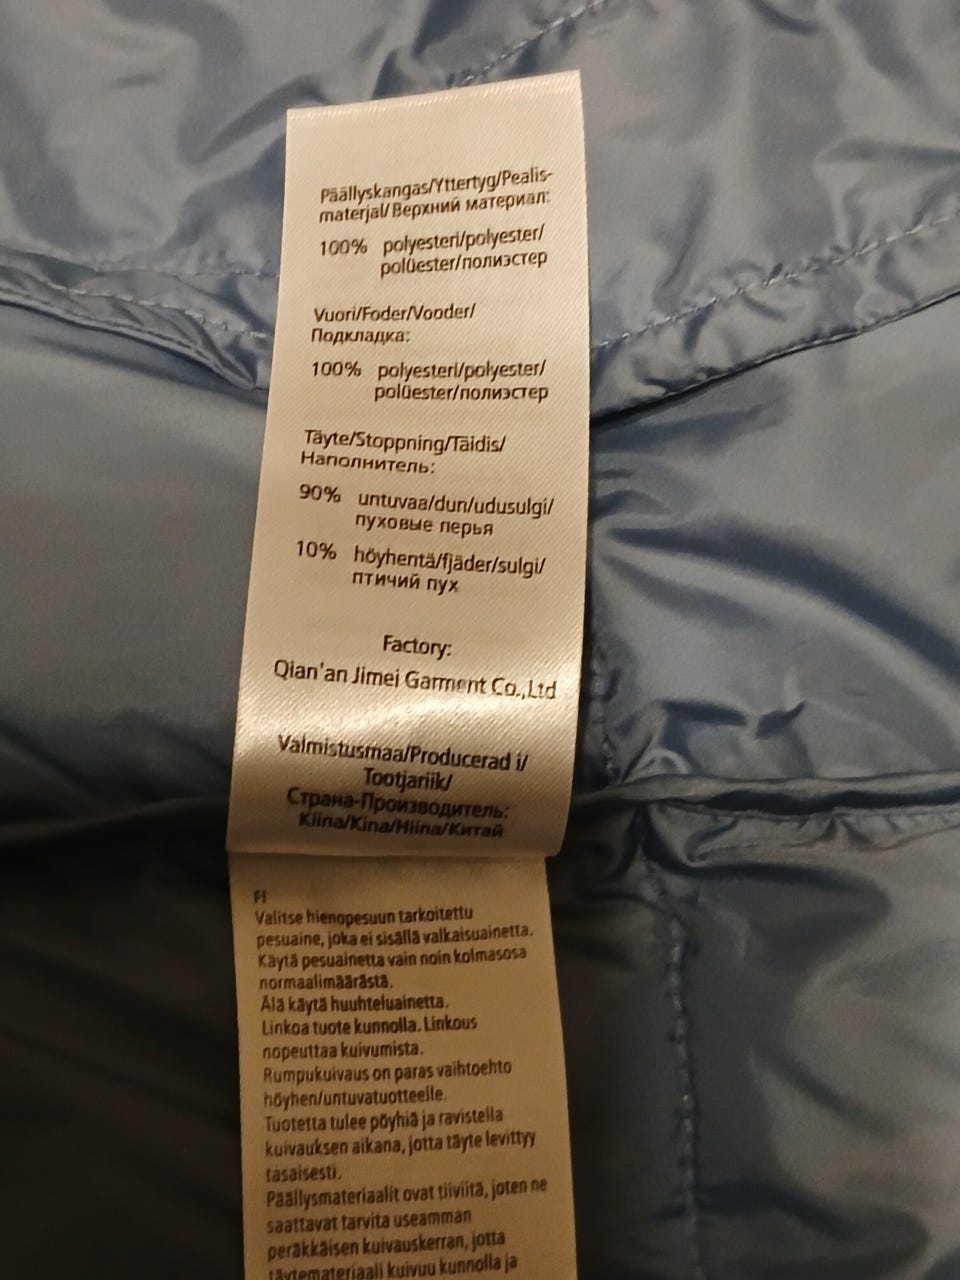 Päällyskangas/Yttertyg/Pealis-
materjal/Верхний материал:
100% polyesteri/polyester/
polüester/полиэстер
Vuori/Foder/Vooder/
Подкладка:
100% polyesteri/polyester/
polüester/полиэстер
Täyte/Stoppning/Täidis/
Наполнитель:
90% untuvaa/dun/udusulgi/
пуховые перья
10% höyhentä/fjäder/sulgi/
птичий пух
Factory:
Qian'an Jimei Garment Co.,Ltd
Valmistusmaa/Producerad i/
Tootjariik/
Страна-Производитель:
Kiina/Kina/Hiina/Китай
FI
Valitse hienopesuun tarkoitettu
pesuaine, joka ei sisällä valkaisuainetta.
Käytä pesuainetta vain noin kolmasosa
normaalimäärästä.
Älä käytä huuhteluainetta.
Linkoa tuote kunnolla. Linkous
nopeuttaa kuivumista.
Rumpukuivaus on paras vaihtoehto
höyhen/untuvatuotteelle.
Tuotetta tulee pöyhiä ja ravistella
kuivauksen aikana, jotta täyte levittyy
tasaisesti.
Päällysmateriaalit ovat tiiviitä, joten ne
saattavat tarvita useamman
peräkkäisen kuivauskerran, jotta
täytemateriaali kuivuu kunnolla ja